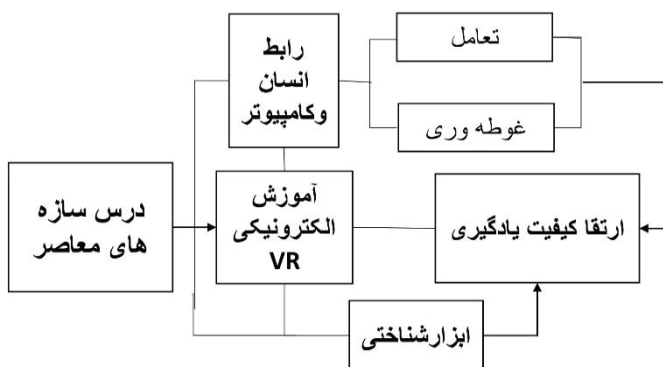 رابط
انسان
وکامپیوتر
تعامل
غوطه وری
درس سازه
های معاصر
آموزش
الکترونیکی
VR
ارتقا کیفیت یادگیری
ابزارشناختی